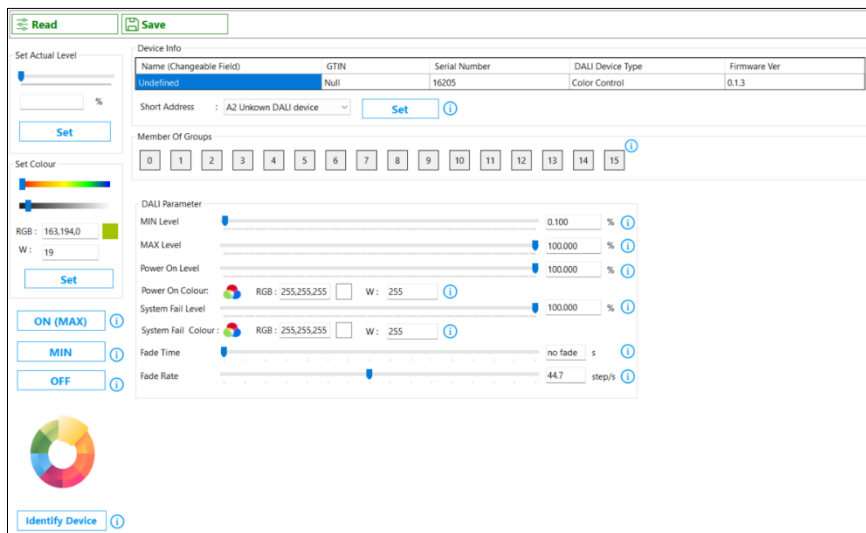 Read Save
Set Actual Level
%
Set
Set Colour
RGB : 163,194,0
W : 19
Set
ON (MAX)
MIN
OFF
Identify Device
Device Info
Name (Changeable Field) GTIN Serial Number DALI Device Type Firmware Ver
Undefined Null 16205 Color Control 0.1.3
Short Address : A2 Unkown DALI device Set
Member Of Groups
0 1 2 3 4 5 6 7 8 9 10 11 12 13 14 15
DALI Parameter
MIN Level 0.100 %
MAX Level 100.000 %
Power On Level 100.000 %
Power On Colour: RGB : 255,255,255 W : 255
System Fail Level 100.000 %
System Fail Colour : RGB : 255,255,255 W : 255
Fade Time no fade s
Fade Rate 44.7 step/s